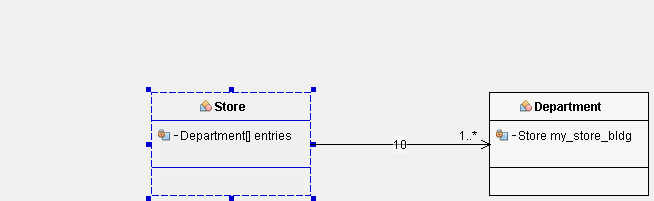 Store
-Department[] entries
10
1..*
Department
-Store my_store_bldg